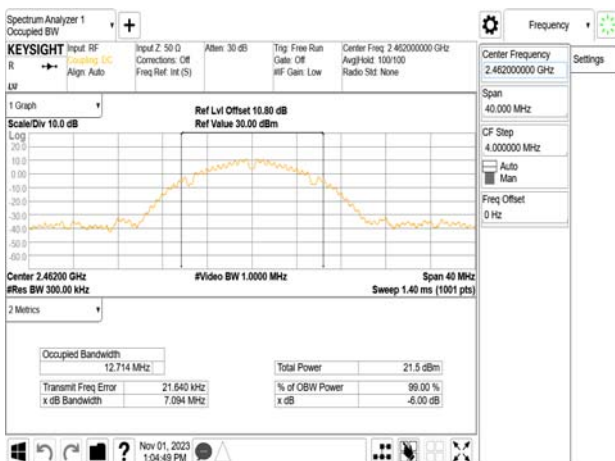 Spectrum Analyzer 1
Occupied BW
+
Frequency
KEYSIGHT
R
LXI
Input: RF
Coupling: DC
Align: Auto
Input Z: 50 Ω
Corrections: Off
Freq Ref: Int (S)
Atten: 30 dB
Trig: Free Run
Gate: Off
#IF Gain: Low
Center Freq: 2.462000000 GHz
Avg|Hold: 100/100
Radio Std: None
Center Frequency
2.462000000 GHz
Settings
Span
40.000 MHz
CF Step
4.000000 MHz
Auto
Man
Freq Offset
0 Hz
1 Graph
Scale/Div 10.0 dB
Ref Lvl Offset 10.80 dB
Ref Value 30.00 dBm
Log
20.0
10.0
0.00
-10.0
-20.0
-30.0
-40.0
-50.0
-60.0
Center 2.46200 GHz
#Res BW 300.00 kHz
#Video BW 1.0000 MHz
Span 40 MHz
Sweep 1.40 ms (1001 pts)
2 Metrics
Occupied Bandwidth
12.714 MHz
Total Power 21.5 dBm
Transmit Freq Error 21.640 kHz
% of OBW Power 99.00 %
x dB Bandwidth 7.094 MHz
x dB -6.00 dB
?
Nov 01, 2023
1:04:49 PM